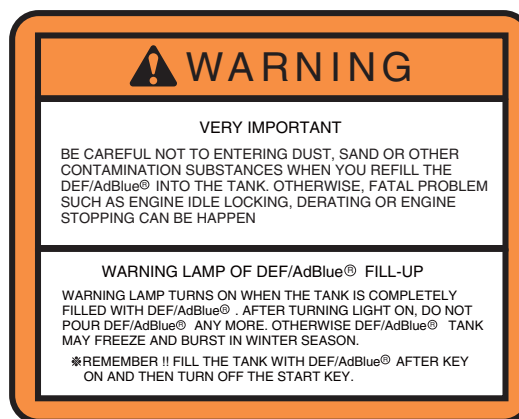 WARNING
VERY IMPORTANT
BE CAREFUL NOT TO ENTERING DUST, SAND OR OTHER
CONTAMINATION SUBSTANCES WHEN YOU REFILL THE
DEF/AdBlue® INTO THE TANK. OTHERWISE, FATAL PROBLEM
SUCH AS ENGINE IDLE LOCKING, DERATING OR ENGINE
STOPPING CAN BE HAPPEN
WARNING LAMP OF DEF/AdBlue® FILL-UP
WARNING LAMP TURNS ON WHEN THE TANK IS COMPLETELY
FILLED WITH DEF/AdBlue® . AFTER TURNING LIGHT ON, DO NOT
POUR DEF/AdBlue® ANY MORE. OTHERWISE DEF/AdBlue® TANK
MAY FREEZE AND BURST IN WINTER SEASON.
※REMEMBER !! FILL THE TANK WITH DEF/AdBlue® AFTER KEY
ON AND THEN TURN OFF THE START KEY.